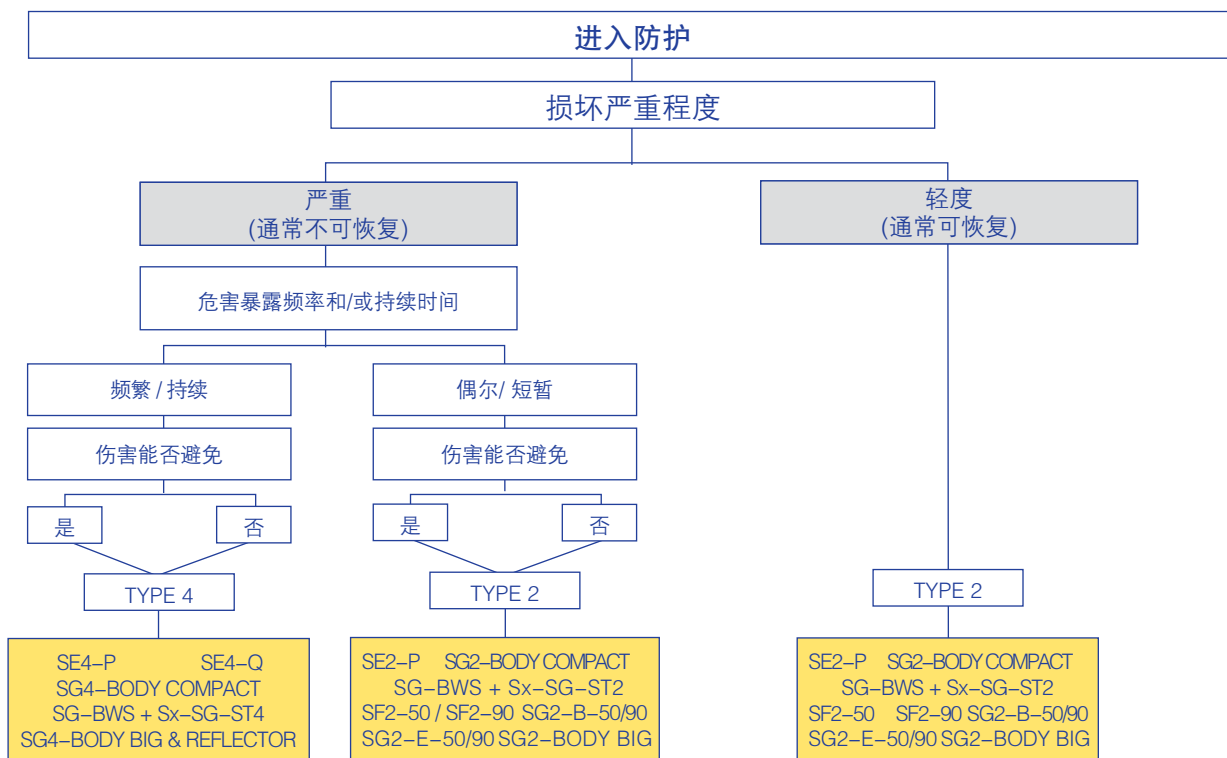 进入防护
损坏严重程度
严重
(通常不可恢复)
轻度
(通常可恢复)
危害暴露频率和/或持续时间
频繁 / 持续
偶尔/ 短暂
伤害能否避免
伤害能否避免
是
否
是
否
TYPE 4
TYPE 2
TYPE 2
SE4-P SE4-Q
SG4-BODY COMPACT
SG-BWS + Sx-SG-ST4
SG4-BODY BIG & REFLECTOR
SE2-P SG2-BODY COMPACT
SG-BWS + Sx-SG-ST2
SF2-50 / SF2-90 SG2-B-50/90
SG2-E-50/90 SG2-BODY BIG
SE2-P SG2-BODY COMPACT
SG-BWS + Sx-SG-ST2
SF2-50 SF2-90 SG2-B-50/90
SG2-E-50/90 SG2-BODY BIG